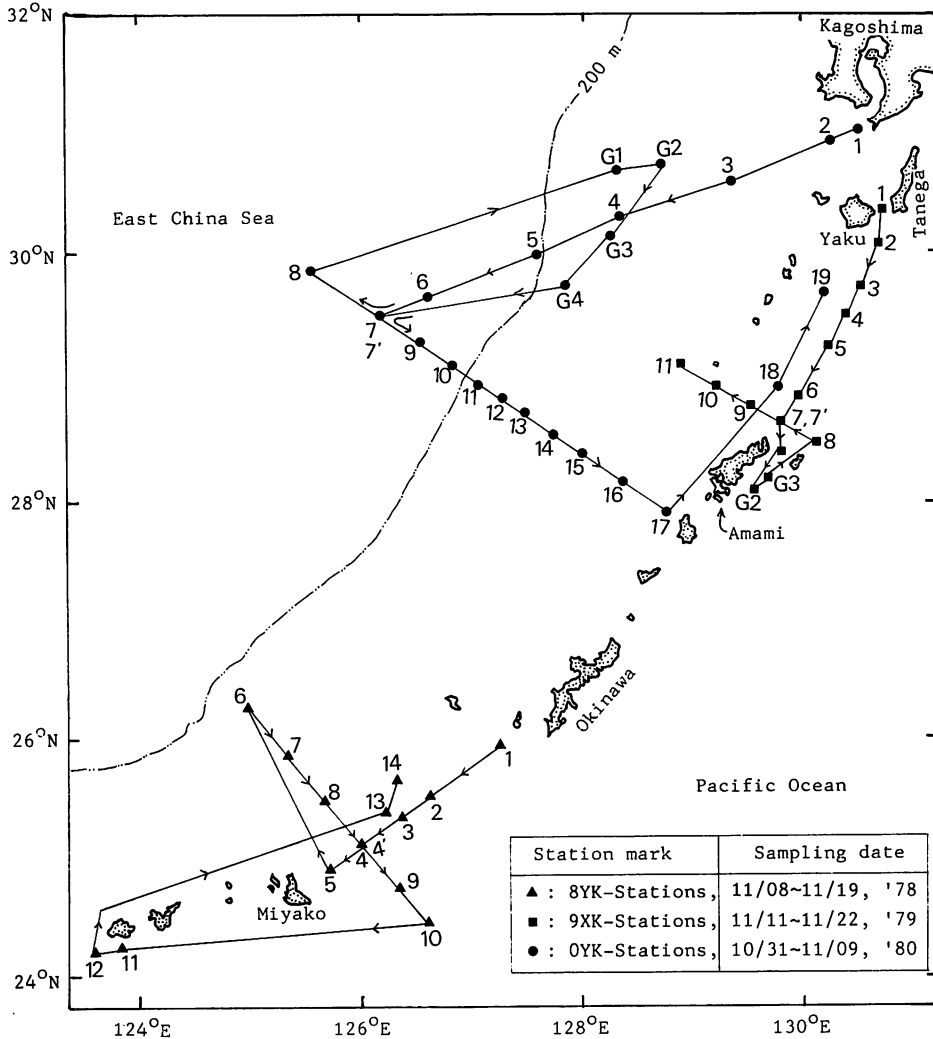 32°N
Kagoshima
200 m
G1
G2
2
1
3
East China Sea
4
G3
1
Tanega
Yaku
2
5
30°N
8
6
G4
19
3
7
7'
9
4
5
10
11
18
6
11
10
9
7,7'
12
13
8
14
15
G3
G2
16
28°N
17
Amami
Okinawa
6
26°N
7
1
14
8
13
2
3
4'
4
Pacific Ocean
5
9
Miyako
10
11
12
24°N
Station mark Sampling date
▲ : 8YK-Stations, 11/08~11/19, '78
■ : 9XK-Stations, 11/11~11/22, '79
● : 0YK-Stations, 10/31~11/09, '80
124°E 126°E 128°E 130°E